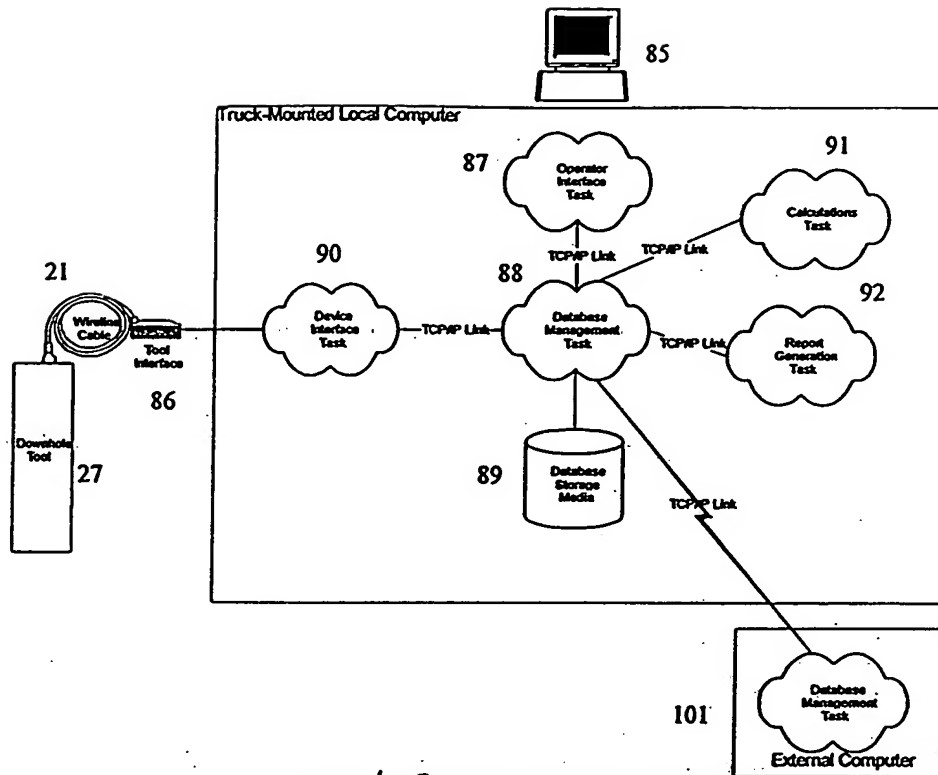 85
Truck-Mounted Local Computer
87
Operator
Interface
Task
91
Calculations
Task
TCP/IP Link
TCP/IP Link
90
88
92
21
Wireline
Cable
Tool
Interface
86
Device
Interface
Task
TCP/IP Link
Database
Management
Task
TCP/IP Link
Report
Generation
Task
Downhole
Tool
27
89
Database
Storage
Media
TCP/IP Link
101
Database
Management
Task
External Computer